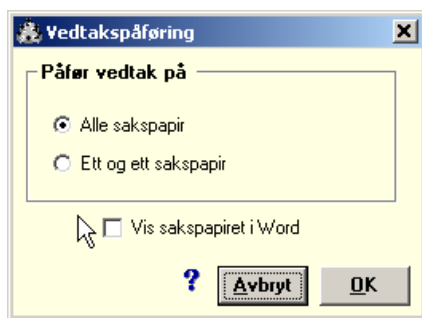 Vedtakspåføring
Påfør vedtak på
Alle sakspapir
Ett og ett sakspapir
Vis sakspapiret i Word
? Avbryt OK